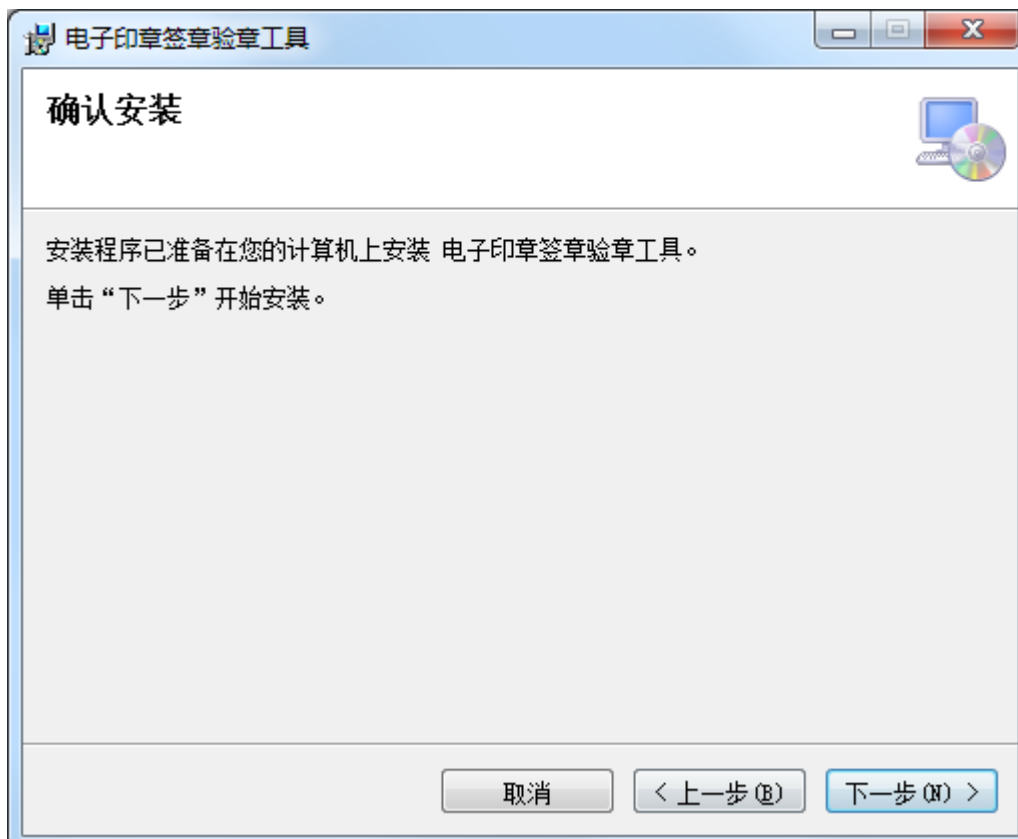 电子印章签章验章工具
确认安装
安装程序已准备在您的计算机上安装 电子印章签章验章工具。
单击“下一步”开始安装。
取消
< 上一步(B)
下一步(N) >